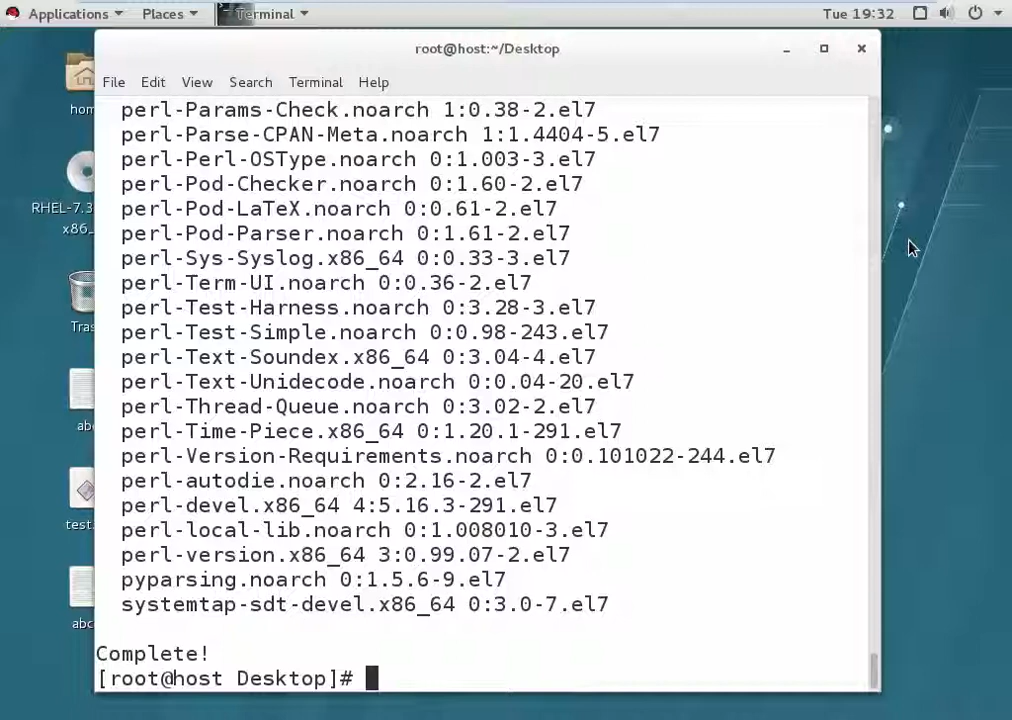 Applications Places Terminal Tue 19:32
root@host:~/Desktop
File Edit View Search Terminal Help
perl-Params-Check.noarch 1:0.38-2.el7
perl-Parse-CPAN-Meta.noarch 1:1.4404-5.el7
perl-Perl-OSType.noarch 0:1.003-3.el7
perl-Pod-Checker.noarch 0:1.60-2.el7
perl-Pod-LaTeX.noarch 0:0.61-2.el7
perl-Pod-Parser.noarch 0:1.61-2.el7
perl-Sys-Syslog.x86_64 0:0.33-3.el7
perl-Term-UI.noarch 0:0.36-2.el7
perl-Test-Harness.noarch 0:3.28-3.el7
perl-Test-Simple.noarch 0:0.98-243.el7
perl-Text-Soundex.x86_64 0:3.04-4.el7
perl-Text-Unidecode.noarch 0:0.04-20.el7
perl-Thread-Queue.noarch 0:3.02-2.el7
perl-Time-Piece.x86_64 0:1.20.1-291.el7
perl-Version-Requirements.noarch 0:0.101022-244.el7
perl-autodie.noarch 0:2.16-2.el7
perl-devel.x86_64 4:5.16.3-291.el7
perl-local-lib.noarch 0:1.008010-3.el7
perl-version.x86_64 3:0.99.07-2.el7
pyparsing.noarch 0:1.5.6-9.el7
systemtap-sdt-devel.x86_64 0:3.0-7.el7
Complete!
[root@host Desktop]#
hom
RHEL-7.3
x86_
Tras
abc
test.
abc